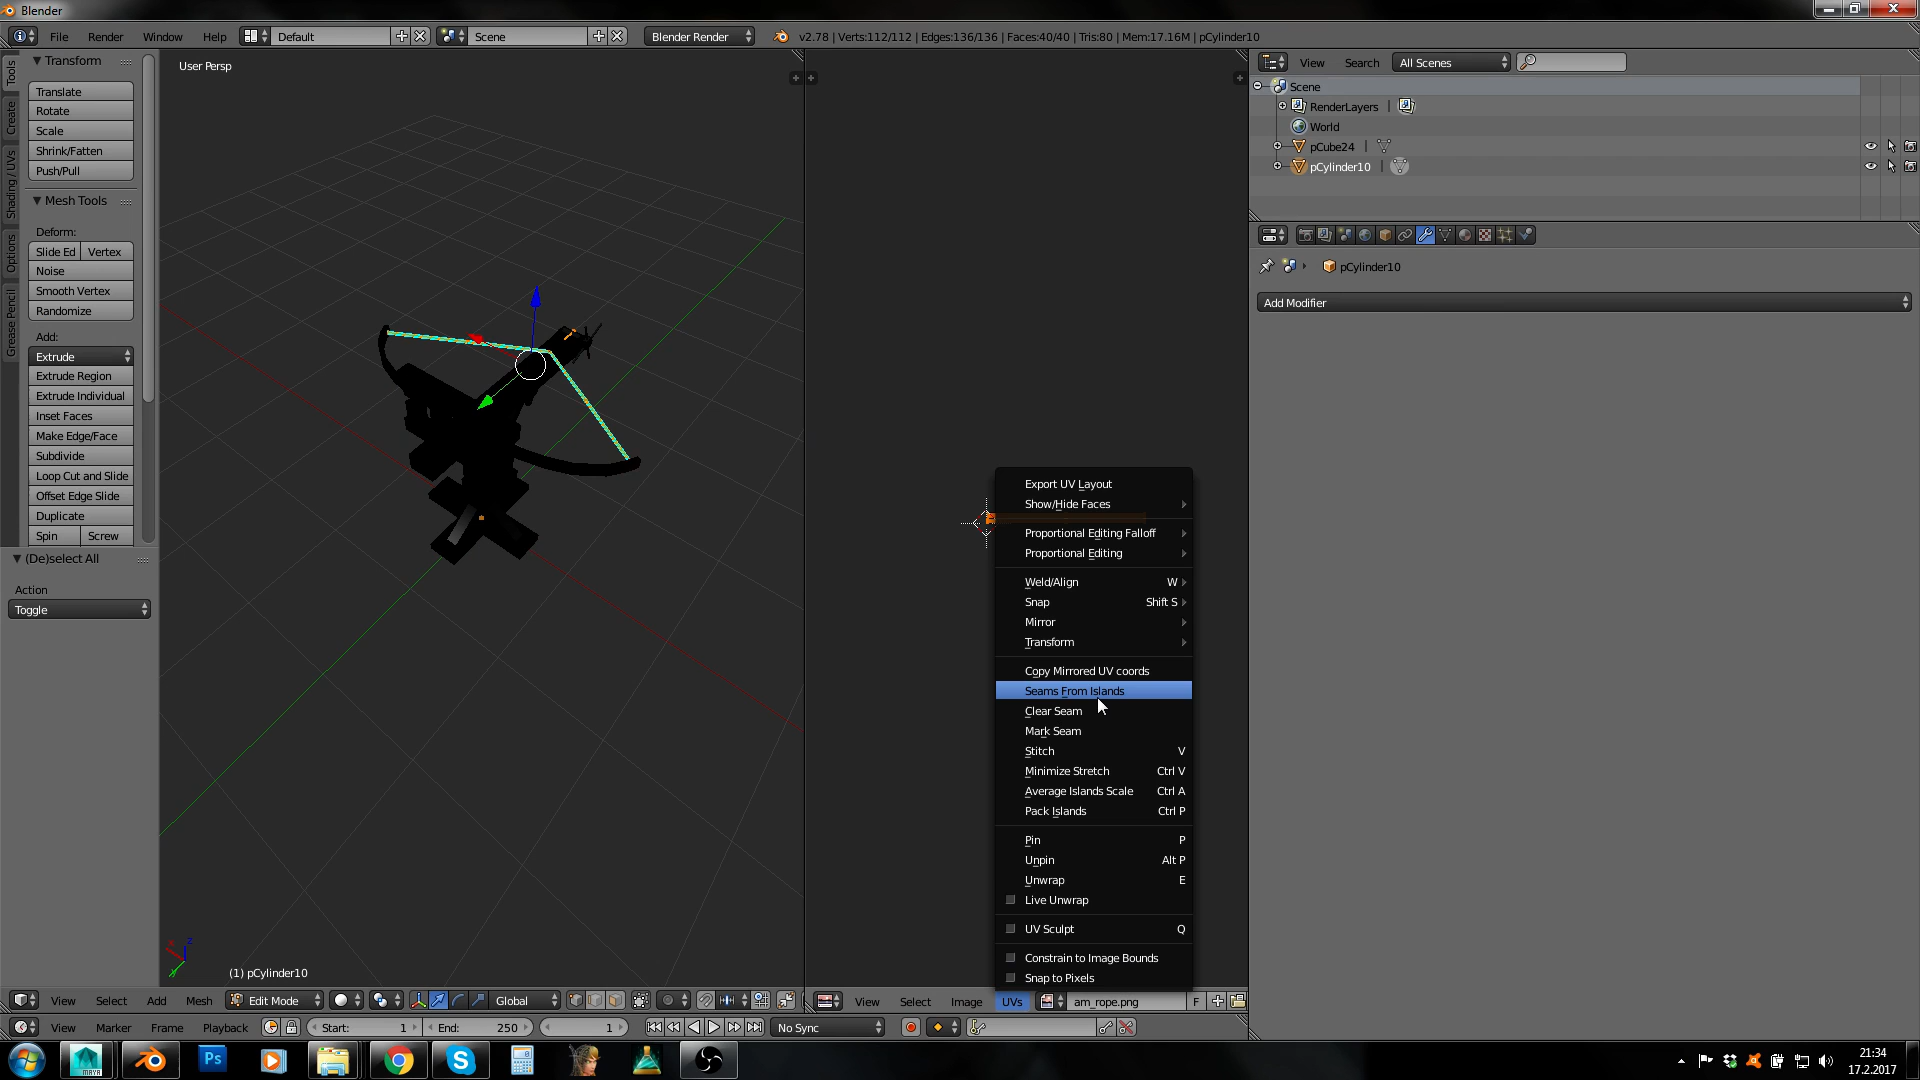 Blender
File Render Window Help Default Scene Blender Render v2.78 | Verts:112/112 | Edges:136/136 | Faces:40/40 | Tris:80 | Mem:17.16M | pCylinder10
Tools
Create
Shading / UVs
Options
Grease Pencil
Transform
Translate
Rotate
Scale
Shrink/Fatten
Push/Pull
Mesh Tools
Deform:
Slide Ed Vertex
Noise
Smooth Vertex
Randomize
Add:
Extrude
Extrude Region
Extrude Individual
Inset Faces
Make Edge/Face
Subdivide
Loop Cut and Slide
Offset Edge Slide
Duplicate
Spin Screw
(De)select All
Action
Toggle
User Persp
x z
y
(1) pCylinder10
View Select Add Mesh Edit Mode Global
Export UV Layout
Show/Hide Faces
Proportional Editing Falloff
Proportional Editing
Weld/Align W
Snap Shift S
Mirror
Transform
Copy Mirrored UV coords
Seams From Islands
Clear Seam
Mark Seam
Stitch V
Minimize Stretch Ctrl V
Average Islands Scale Ctrl A
Pack Islands Ctrl P
Pin P
Unpin Alt P
Unwrap E
Live Unwrap
UV Sculpt Q
Constrain to Image Bounds
Snap to Pixels
View Select Image UVs am_rope.png F
View Search All Scenes
Scene
RenderLayers |
World
pCube24 |
pCylinder10 |
pCylinder10
Add Modifier
View Marker Frame Playback Start: 1 End: 250 1 No Sync
MAYA
Ps
21:34
17.2.2017